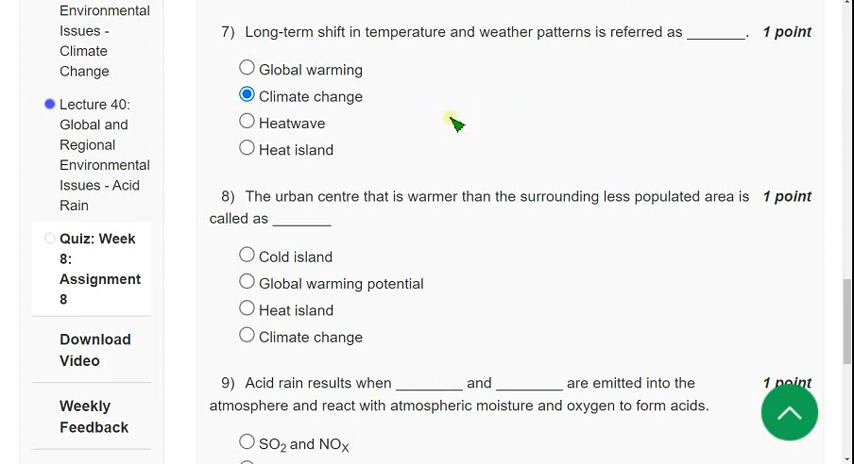 Environmental
Issues -
Climate
Change
Lecture 40:
Global and
Regional
Environmental
Issues - Acid
Rain
Quiz: Week
8:
Assignment
8
Download
Video
Weekly
Feedback
7) Long-term shift in temperature and weather patterns is referred as _______. 1 point
Global warming
Climate change
Heatwave
Heat island
8) The urban centre that is warmer than the surrounding less populated area is 1 point
called as _______
Cold island
Global warming potential
Heat island
Climate change
9) Acid rain results when ________ and ________ are emitted into the 1 point
atmosphere and react with atmospheric moisture and oxygen to form acids.
SO₂ and NOₓ